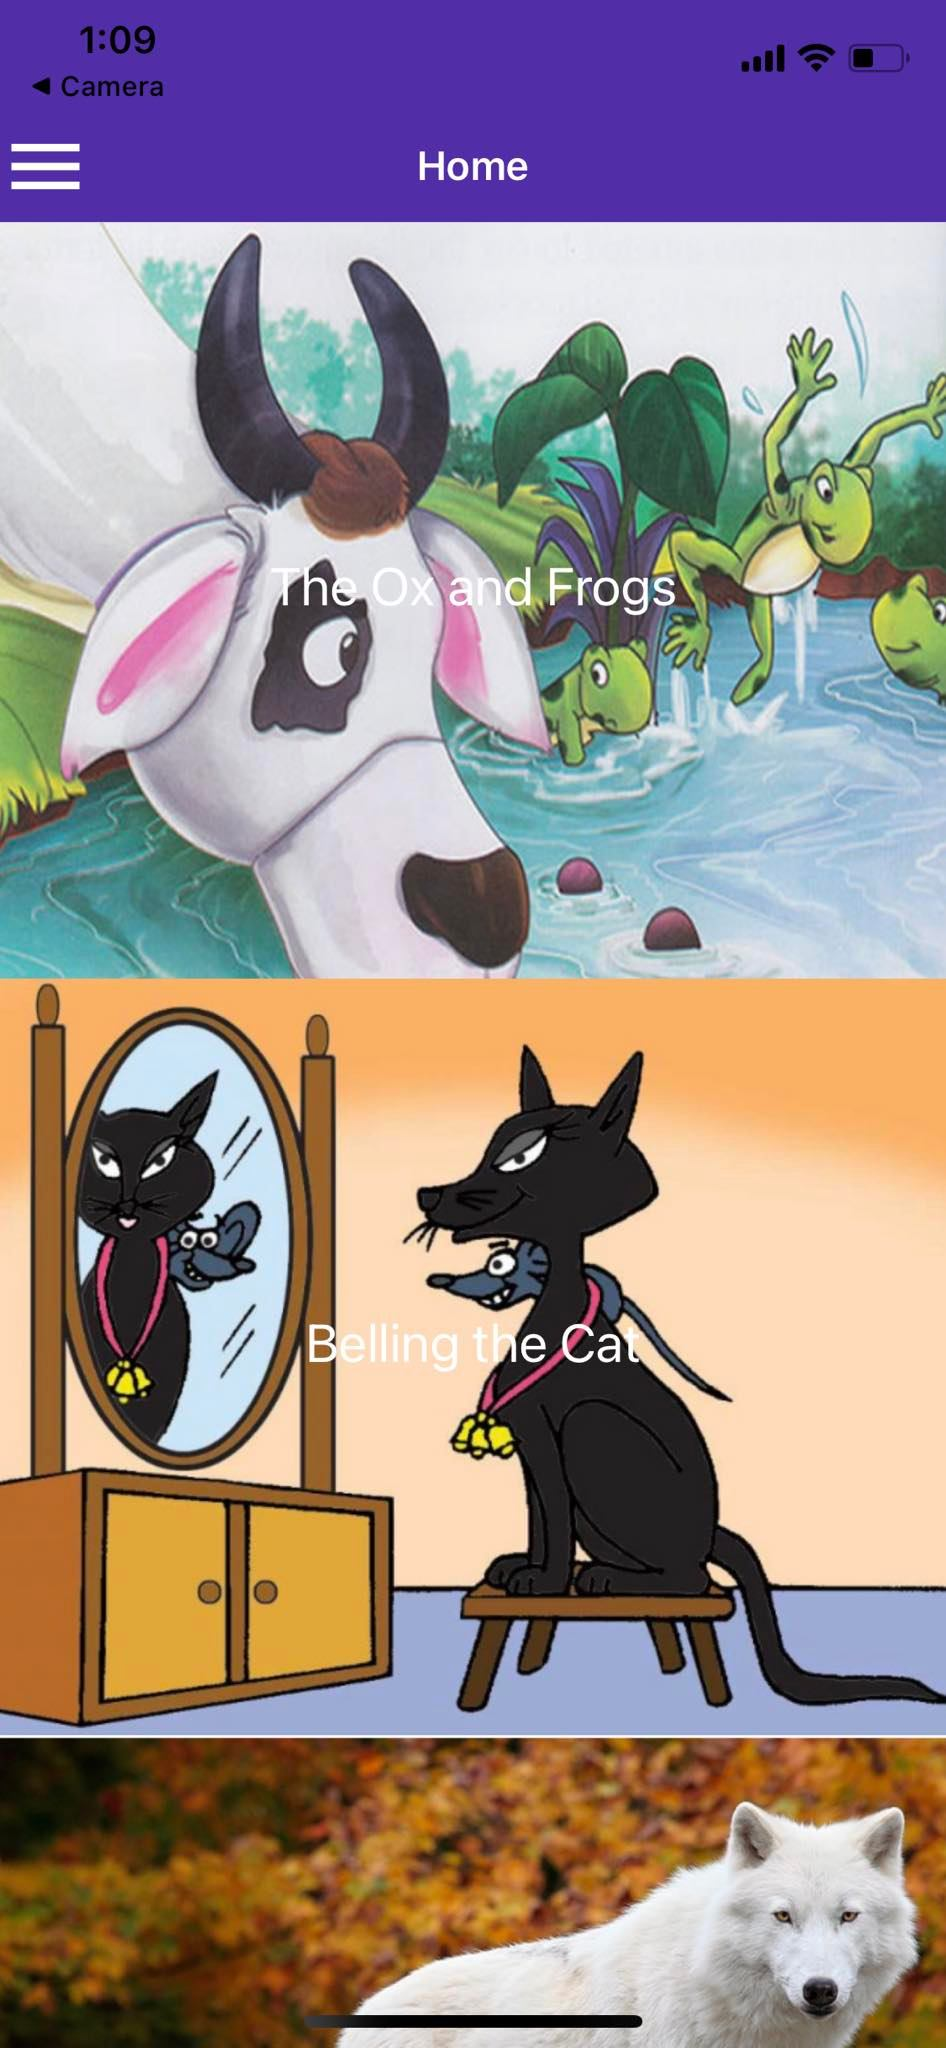 1:09
◀ Camera
Home
The Ox and Frogs
Belling the Cat